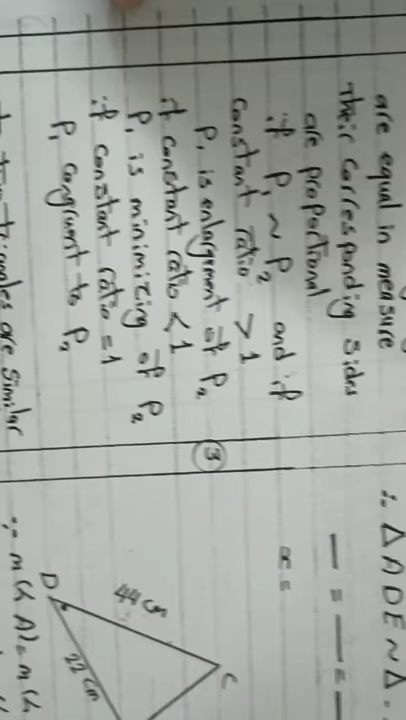 are equal in measure
Their corresponding sides
are proportional
if P₁ ~ P₂ and if
constant ratio > 1
P₁ is enlargment of P₂
if constant ratio < 1
P₁ is minimizing of P₂
if constant ratio = 1
P₁ congruent to P₂
triangles are similar
∴ △ADE ~ △
— = — = —
x =
③
44 cm
C
D
22 cm
∵ m(∠A) = m(∠